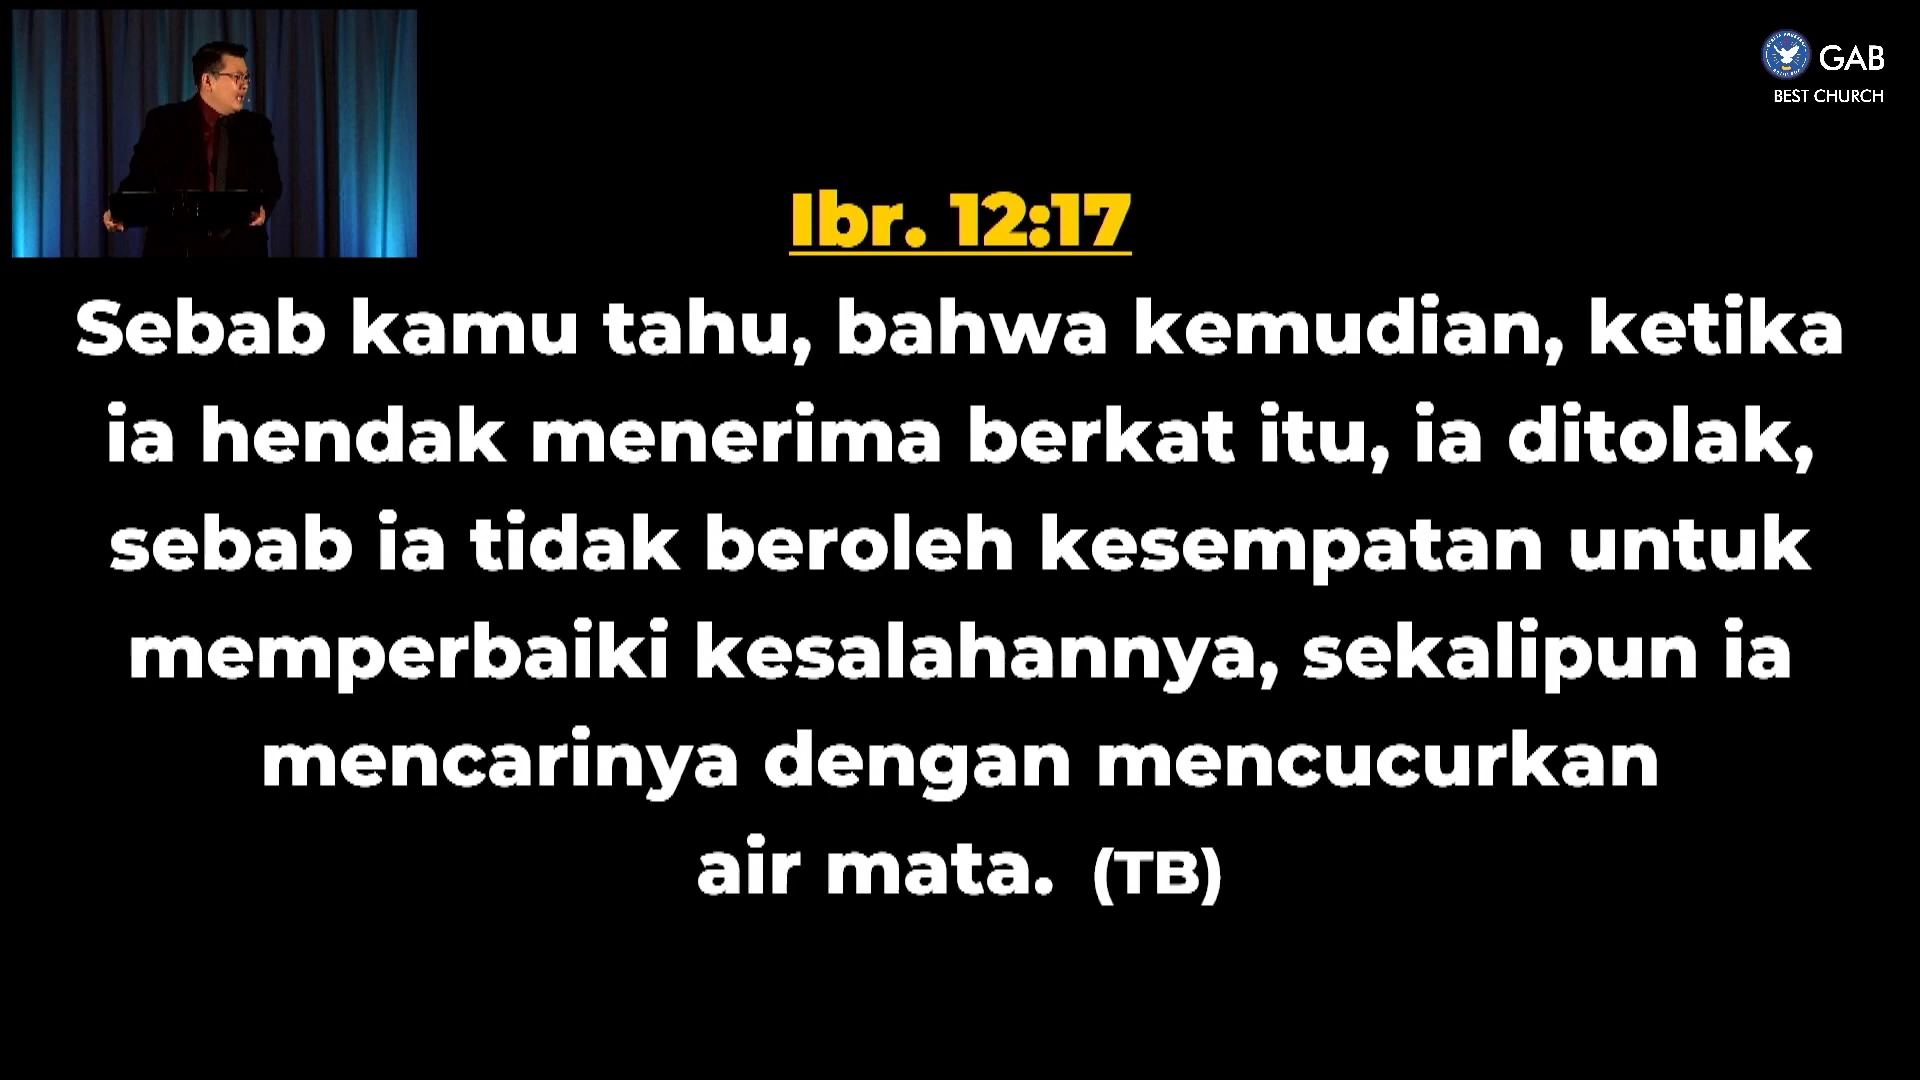 GAB
BEST CHURCH
Ibr. 12:17
Sebab kamu tahu, bahwa kemudian, ketika
ia hendak menerima berkat itu, ia ditolak,
sebab ia tidak beroleh kesempatan untuk
memperbaiki kesalahannya, sekalipun ia
mencarinya dengan mencucurkan
air mata. (TB)